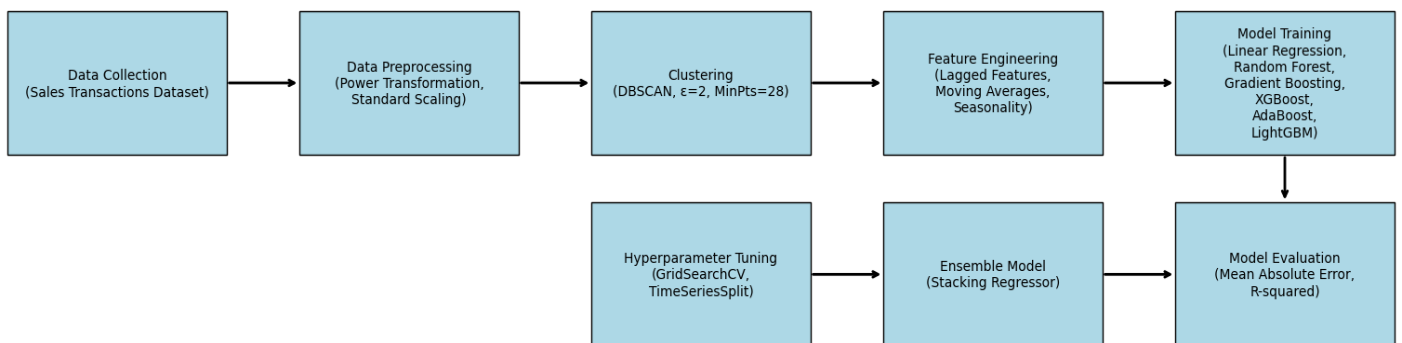 Data Collection
(Sales Transactions Dataset)
Data Preprocessing
(Power Transformation,
Standard Scaling)
Clustering
(DBSCAN, ε=2, MinPts=28)
Feature Engineering
(Lagged Features,
Moving Averages,
Seasonality)
Model Training
(Linear Regression,
Random Forest,
Gradient Boosting,
XGBoost,
AdaBoost,
LightGBM)
Hyperparameter Tuning
(GridSearchCV,
TimeSeriesSplit)
Ensemble Model
(Stacking Regressor)
Model Evaluation
(Mean Absolute Error,
R-squared)